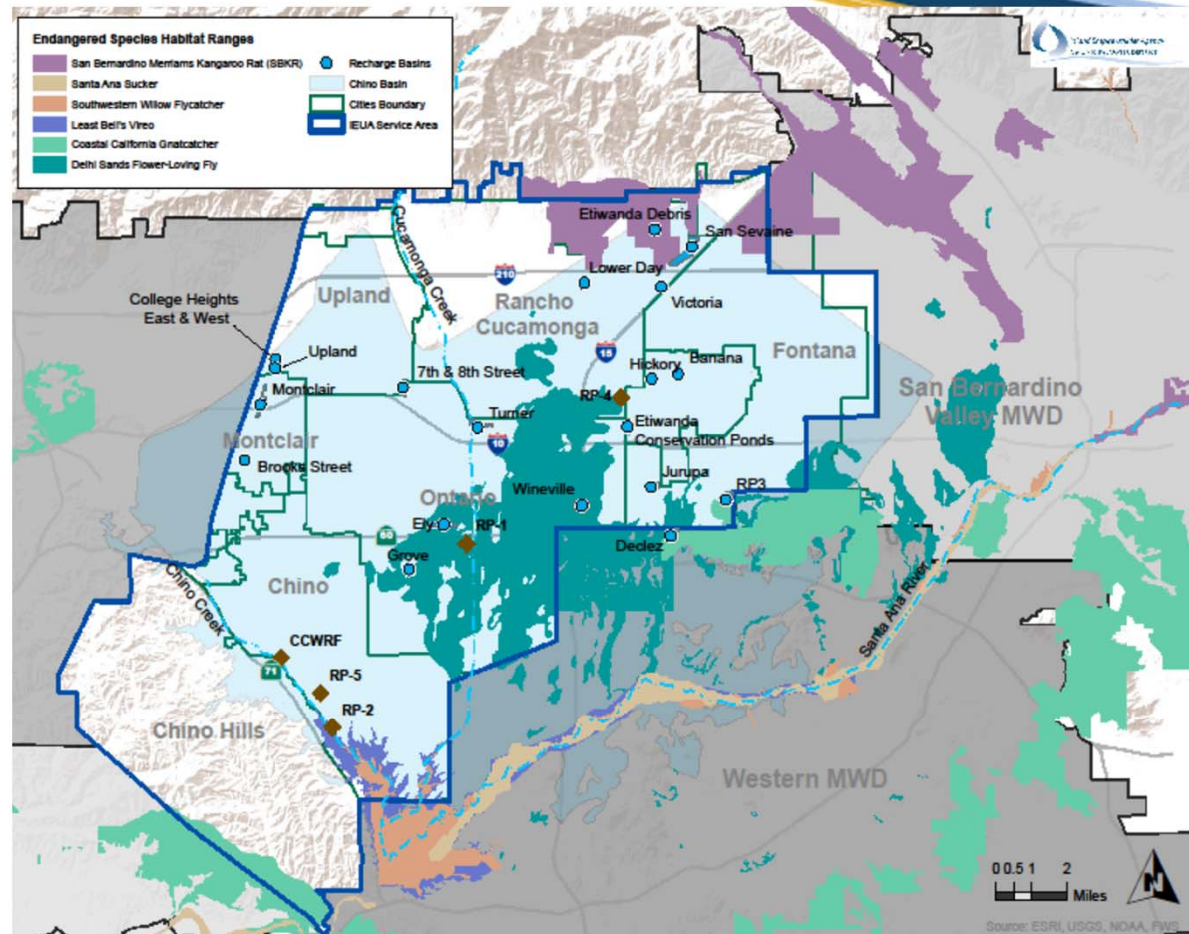 Endangered Species Habitat Ranges
San Bernardino Merriams Kangaroo Rat (SBKR)
Santa Ana Sucker
Southwestern Willow Flycatcher
Least Bell's Vireo
Coastal California Gnatcatcher
Delhi Sands Flower-Loving Fly
Recharge Basins
Chino Basin
Cities Boundary
IEUA Service Area
Cucamonga Creek
Etiwanda Debris
San Sevaine
210
Lower Day
Upland
Rancho
Cucamonga
Victoria
College Heights
East & West
Upland
15
Fontana
Hickory
Banana
7th & 8th Street
Montclair
RP-4
San Bernardino
Valley MWD
Turner
Etiwanda
Conservation Ponds
Montclair
10
Brooks Street
Jurupa
RP3
Ontario
Wineville
Ely
RP-1
60
Declez
Grove
Chino Creek
Chino
Santa Ana River
CCWRF
71
RP-5
RP-2
Chino Hills
Western MWD
0 0.5 1 2
Miles
N
Source: ESRI, USGS, NOAA, FWS